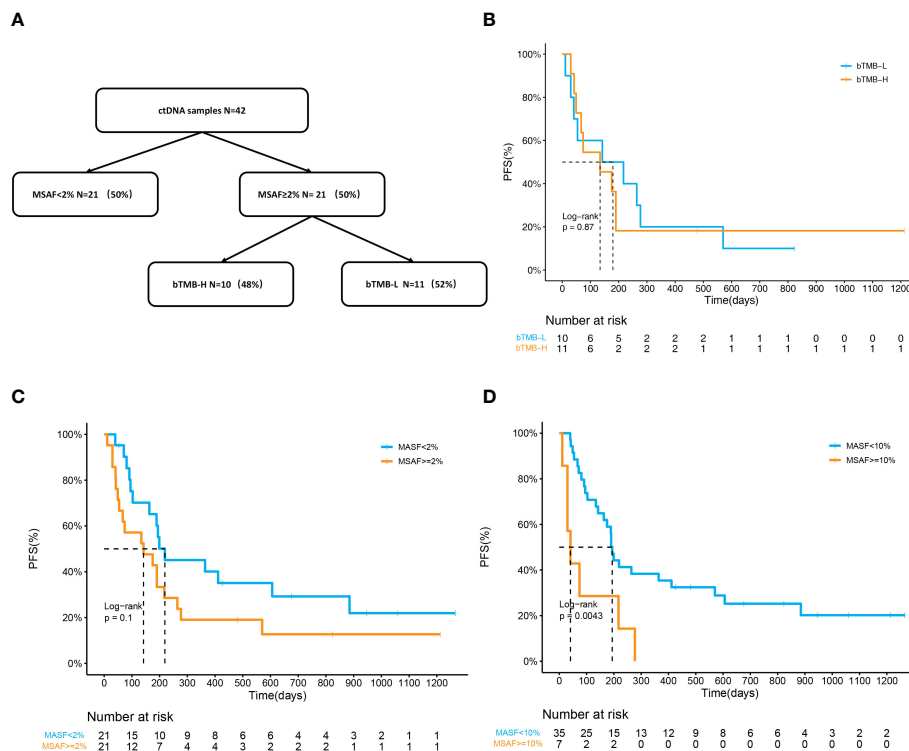 A
ctDNA samples N=42
MSAF<2% N=21 (50%)
MSAF≥2% N= 21 (50%)
bTMB-H N=10 (48%)
bTMB-L N=11 (52%)
B
100%
80%
60%
40%
20%
0%
PFS(%)
bTMB−L
bTMB−H
Log−rank
p = 0.87
0 100 200 300 400 500 600 700 800 900 1000 1100 1200
Time(days)
Number at risk
bTMB−L 10 6 5 2 2 2 1 1 1 0 0 0 0
bTMB−H 11 6 2 2 2 1 1 1 1 1 1 1 1
C
100%
80%
60%
40%
20%
0%
PFS(%)
MASF<2%
MSAF>=2%
Log−rank
p = 0.1
0 100 200 300 400 500 600 700 800 900 1000 1100 1200
Time(days)
Number at risk
MASF<2% 21 15 10 9 8 6 6 4 4 3 2 1 1
MSAF>=2% 21 12 7 4 4 3 2 2 2 1 1 1 1
D
100%
80%
60%
40%
20%
0%
PFS(%)
MASF<10%
MSAF>=10%
Log−rank
p = 0.0043
0 100 200 300 400 500 600 700 800 900 1000 1100 1200
Time(days)
Number at risk
MASF<10% 35 25 15 13 12 9 8 6 6 4 3 2 2
MSAF>=10% 7 2 2 0 0 0 0 0 0 0 0 0 0